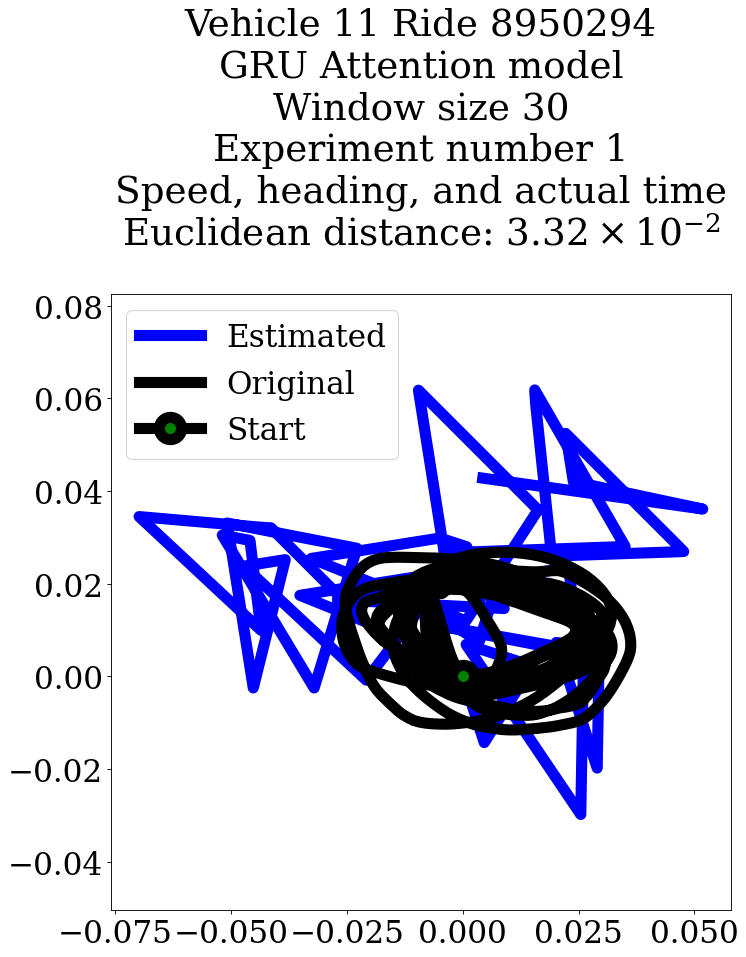 Vehicle 11 Ride 8950294
GRU Attention model
Window size 30
Experiment number 1
Speed, heading, and actual time
Euclidean distance: 3.32 × 10⁻²
0.08
Estimated
Original
Start
0.06
0.04
0.02
0.00
−0.02
−0.04
−0.075 −0.050 −0.025 0.000 0.025 0.050